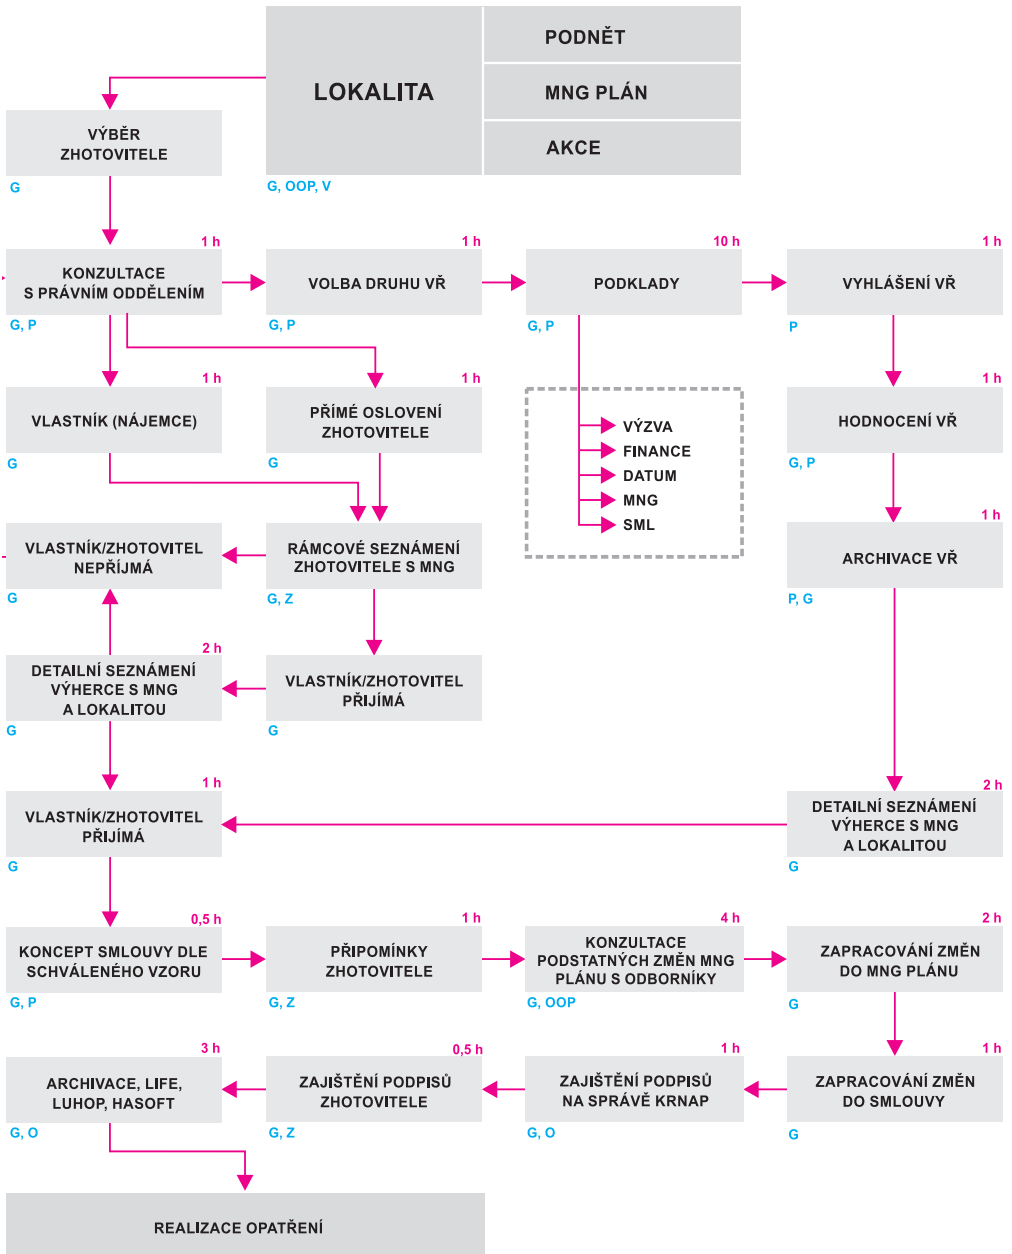 LOKALITA
PODNĚT
MNG PLÁN
AKCE
G, OOP, V
VÝBĚR
ZHOTOVITELE
G
1 h
KONZULTACE
S PRÁVNÍM ODDĚLENÍM
G, P
1 h
VOLBA DRUHU VŘ
G, P
10 h
PODKLADY
G, P
1 h
VYHLÁŠENÍ VŘ
P
1 h
VLASTNÍK (NÁJEMCE)
G
1 h
PŘÍMÉ OSLOVENÍ
ZHOTOVITELE
G
VÝZVA
FINANCE
DATUM
MNG
SML
1 h
HODNOCENÍ VŘ
G, P
VLASTNÍK/ZHOTOVITEL
NEPŘÍJMÁ
G
RÁMCOVÉ SEZNÁMENÍ
ZHOTOVITELE S MNG
G, Z
1 h
ARCHIVACE VŘ
P, G
2 h
DETAILNÍ SEZNÁMENÍ
VÝHERCE S MNG
A LOKALITOU
G
VLASTNÍK/ZHOTOVITEL
PŘIJÍMÁ
G
1 h
VLASTNÍK/ZHOTOVITEL
PŘIJÍMÁ
G
2 h
DETAILNÍ SEZNÁMENÍ
VÝHERCE S MNG
A LOKALITOU
G
0,5 h
KONCEPT SMLOUVY DLE
SCHVÁLENÉHO VZORU
G, P
1 h
PŘIPOMÍNKY
ZHOTOVITELE
G, Z
4 h
KONZULTACE
PODSTATNÝCH ZMĚN MNG
PLÁNU S ODBORNÍKY
G, OOP
2 h
ZAPRACOVÁNÍ ZMĚN
DO MNG PLÁNU
G
3 h
ARCHIVACE, LIFE,
LUHOP, HASOFT
G, O
0,5 h
ZAJIŠTĚNÍ PODPISŮ
ZHOTOVITELE
G, Z
1 h
ZAJIŠTĚNÍ PODPISŮ
NA SPRÁVĚ KRNAP
G, O
1 h
ZAPRACOVÁNÍ ZMĚN
DO SMLOUVY
G
REALIZACE OPATŘENÍ